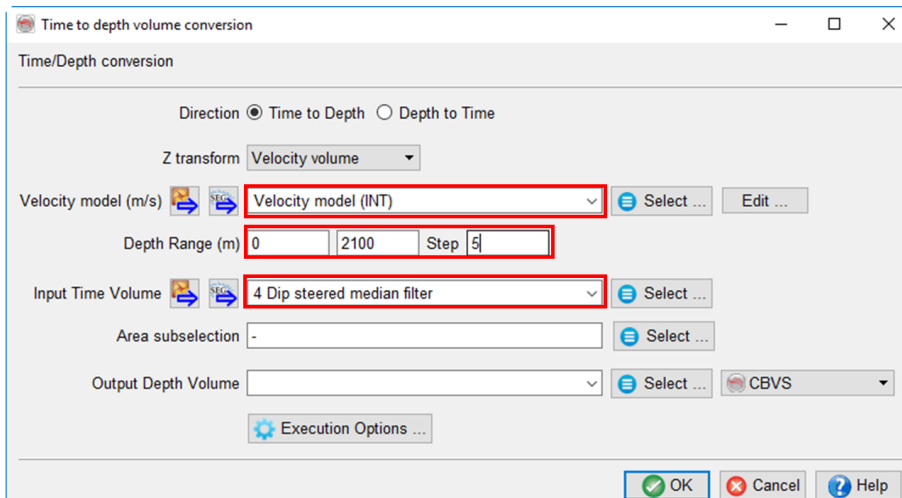 Time to depth volume conversion
Time/Depth conversion
Direction Time to Depth Depth to Time
Z transform Velocity volume
Velocity model (m/s) SEG Velocity model (INT) Select ... Edit ...
Depth Range (m) 0 2100 Step 5
Input Time Volume SEG 4 Dip steered median filter Select ...
Area subselection - Select ...
Output Depth Volume Select ... CBVS
Execution Options ...
OK Cancel Help